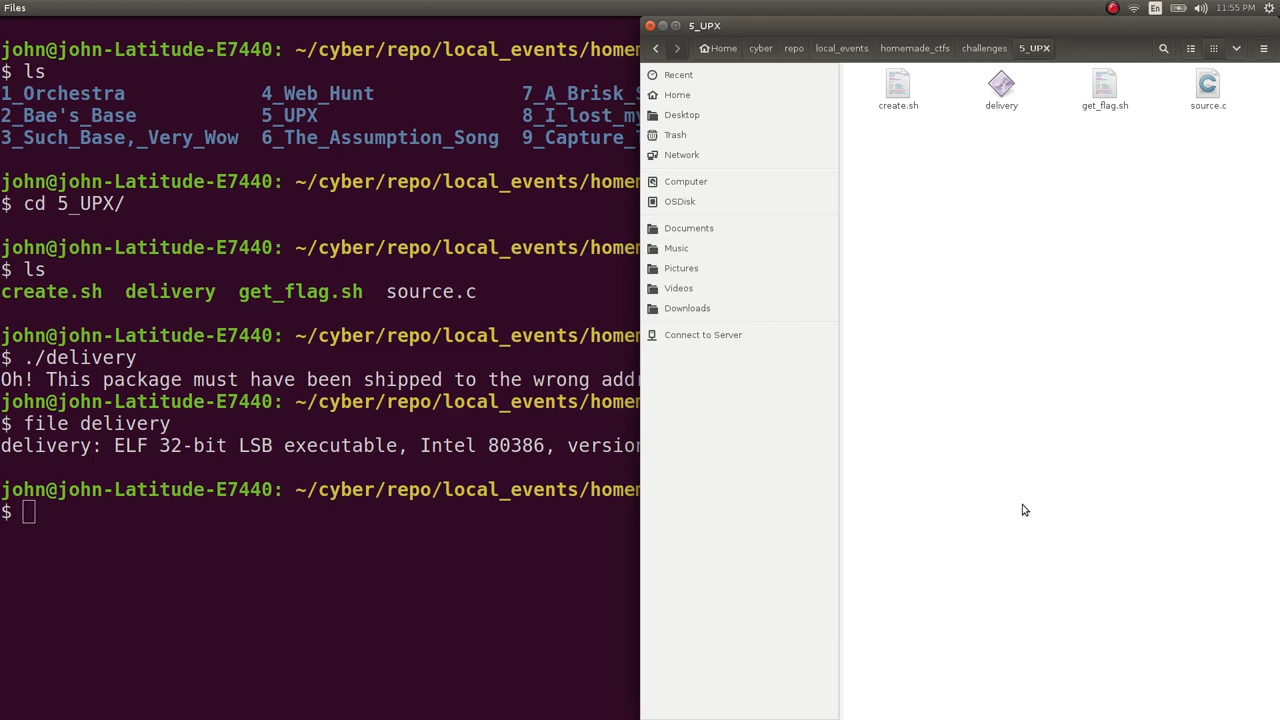 Files
En
11:55 PM
john@john-Latitude-E7440: ~/cyber/repo/local_events/homem
$ ls
1_Orchestra 4_Web_Hunt 7_A_Brisk_S
2_Bae's_Base 5_UPX 8_I_lost_my
3_Such_Base,_Very_Wow 6_The_Assumption_Song 9_Capture_T
john@john-Latitude-E7440: ~/cyber/repo/local_events/homem
$ cd 5_UPX/
john@john-Latitude-E7440: ~/cyber/repo/local_events/homem
$ ls
create.sh delivery get_flag.sh source.c
john@john-Latitude-E7440: ~/cyber/repo/local_events/homem
$ ./delivery
Oh! This package must have been shipped to the wrong add
john@john-Latitude-E7440: ~/cyber/repo/local_events/homem
$ file delivery
delivery: ELF 32-bit LSB executable, Intel 80386, version
john@john-Latitude-E7440: ~/cyber/repo/local_events/homem
$
5_UPX
Home cyber repo local_events homemade_ctfs challenges 5_UPX
Recent
Home
Desktop
Trash
Network
Computer
OSDisk
Documents
Music
Pictures
Videos
Downloads
Connect to Server
create.sh delivery get_flag.sh source.c